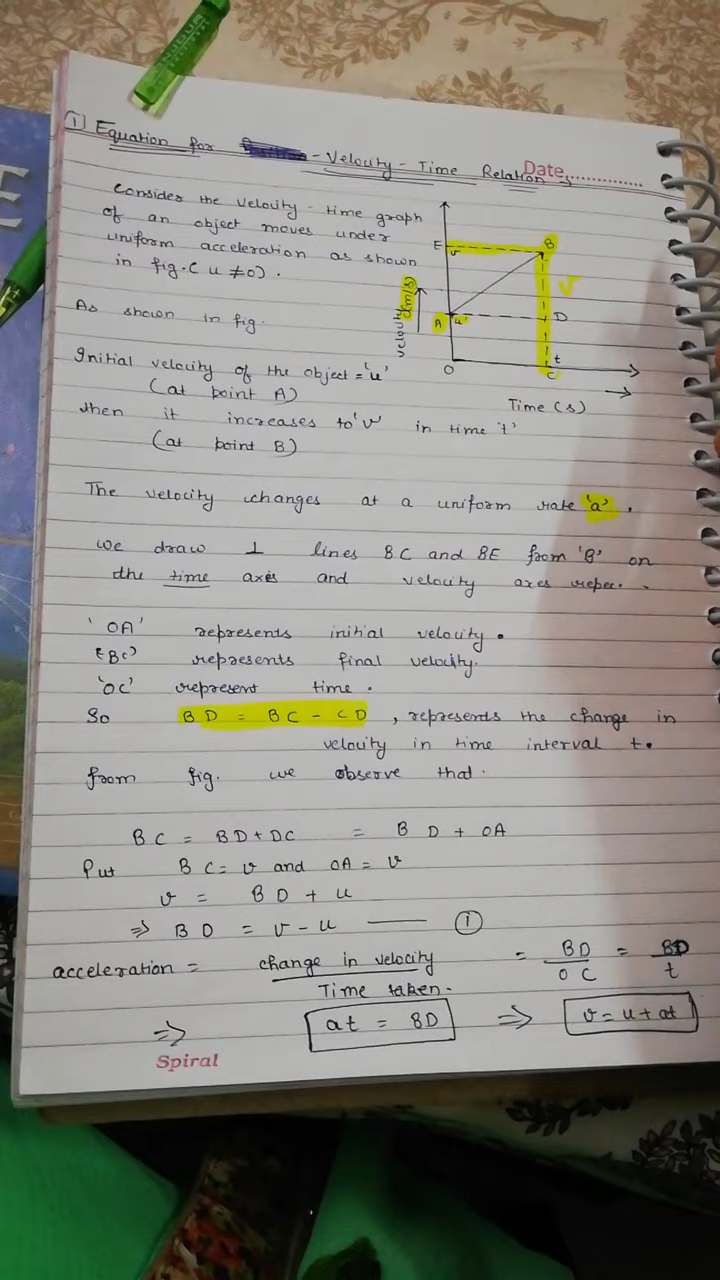 ① Equation for - Velocity - Time Relation :-
Date...............
Consider the velocity - time graph
of an object moves under
uniform acceleration as shown
in fig. ( u ≠ 0 ) .
As shown in fig.
Initial velocity of the object = 'u'
(at point A)
then it increases to 'v' in time 't'
(at point B)
E
v
B
velocity (m/s)
v
A
u
D
t
O
C
Time (s)
The velocity changes at a uniform rate 'a' .
we draw ⊥ lines BC and BE from 'B' on
the time axis and velocity axes repec. .
'OA' represents initial velocity .
'BC' represents final velocity.
'OC' represent time .
So BD = BC - CD , represents the change in
velocity in time interval t.
from fig. we observe that .
BC = BD + DC = BD + OA
Put BC = v and OA = v
v = BD + u
⇒ BD = v - u —— ①
acceleration = change in velocity = BD = BD
Time taken. OC t
⇒ at = BD ⇒ v = u + at
Spiral